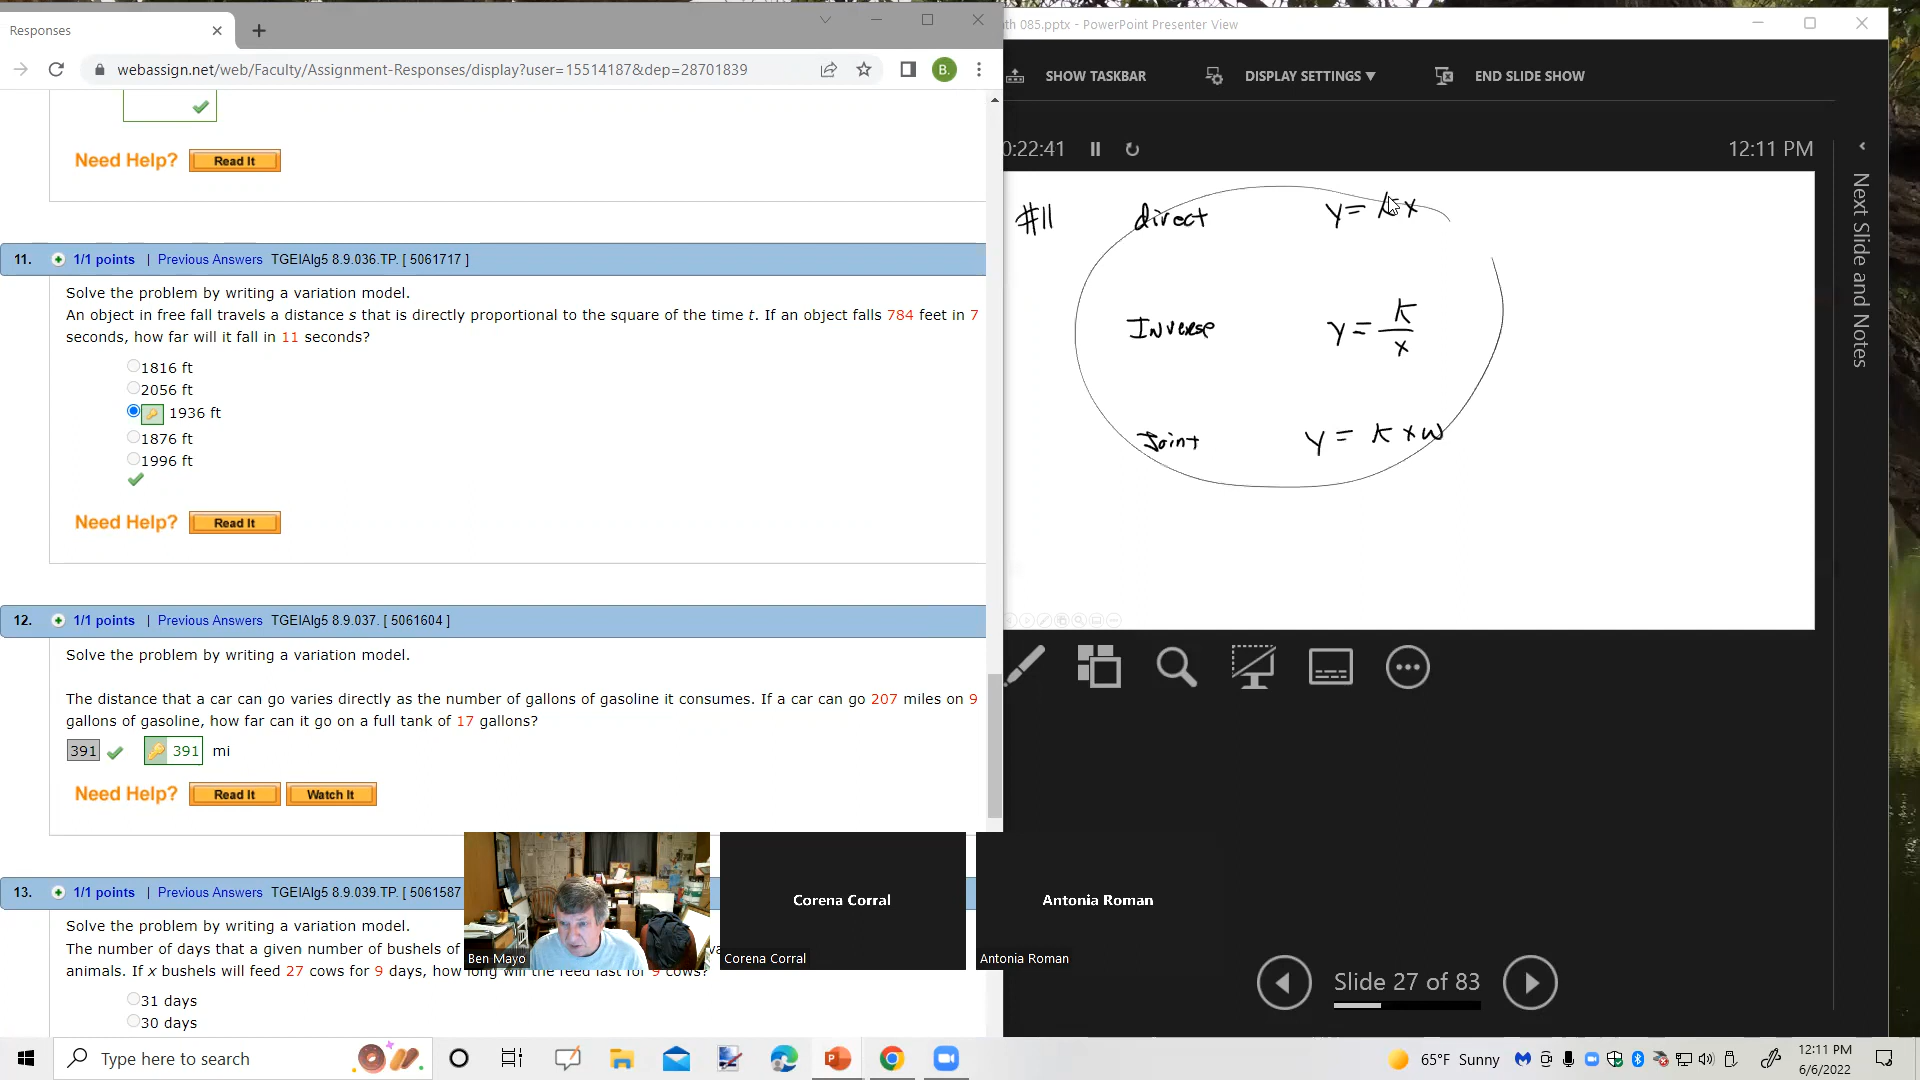 Responses
webassign.net/web/Faculty/Assignment-Responses/display?user=15514187&dep=28701839
B.
Need Help? Read It
11. 1/1 points | Previous Answers TGEIAlg5 8.9.036.TP. [ 5061717 ]
Solve the problem by writing a variation model.
An object in free fall travels a distance s that is directly proportional to the square of the time t. If an object falls 784 feet in 7
seconds, how far will it fall in 11 seconds?
1816 ft
2056 ft
1936 ft
1876 ft
1996 ft
Need Help? Read It
12. 1/1 points | Previous Answers TGEIAlg5 8.9.037. [ 5061604 ]
Solve the problem by writing a variation model.
The distance that a car can go varies directly as the number of gallons of gasoline it consumes. If a car can go 207 miles on 9
gallons of gasoline, how far can it go on a full tank of 17 gallons?
391 391 mi
Need Help? Read It Watch It
13. 1/1 points | Previous Answers TGEIAlg5 8.9.039.TP. [ 5061587
Solve the problem by writing a variation model.
The number of days that a given number of bushels of
animals. If x bushels will feed 27 cows for 9 days, how long will the feed last for 9 cows?
31 days
30 days
th 085.pptx - PowerPoint Presenter View
SHOW TASKBAR
DISPLAY SETTINGS ▼
END SLIDE SHOW
0:22:41
12:11 PM
Next Slide and Notes
#11 direct y = kx
Inverse y = k/x
Joint y = kxw
Slide 27 of 83
Ben Mayo
Corena Corral
Corena Corral
Antonia Roman
Antonia Roman
Type here to search
65°F Sunny
12:11 PM
6/6/2022